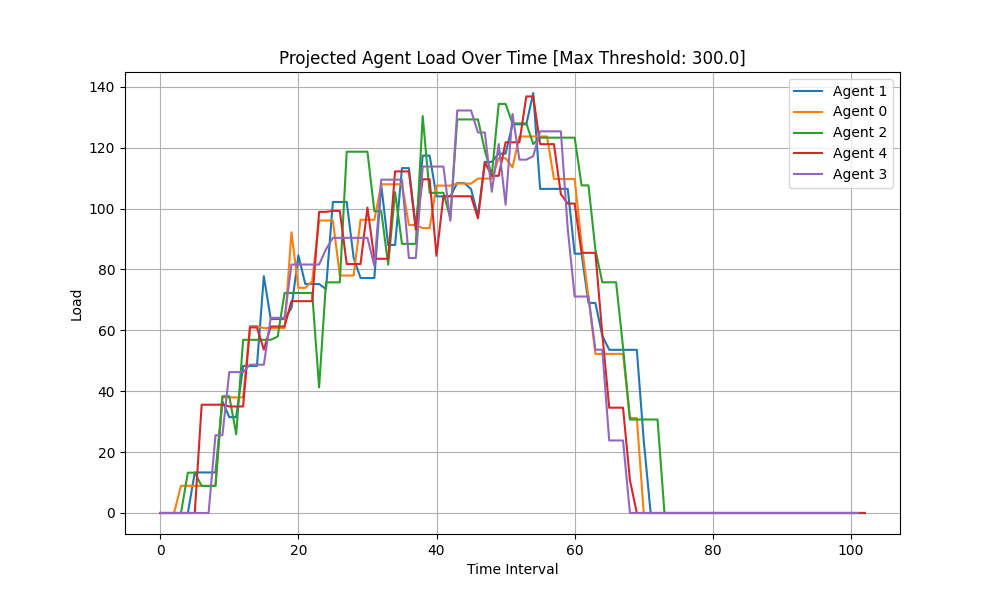 Projected Agent Load Over Time [Max Threshold: 300.0]
Agent 1
Agent 0
Agent 2
Agent 4
Agent 3
Load
140
120
100
80
60
40
20
0
0 20 40 60 80 100
Time Interval